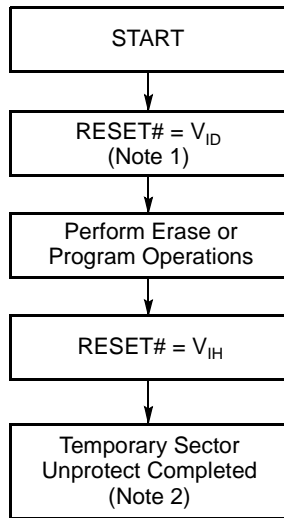 START
RESET# = VID
(Note 1)
Perform Erase or
Program Operations
RESET# = VIH
Temporary Sector
Unprotect Completed
(Note 2)